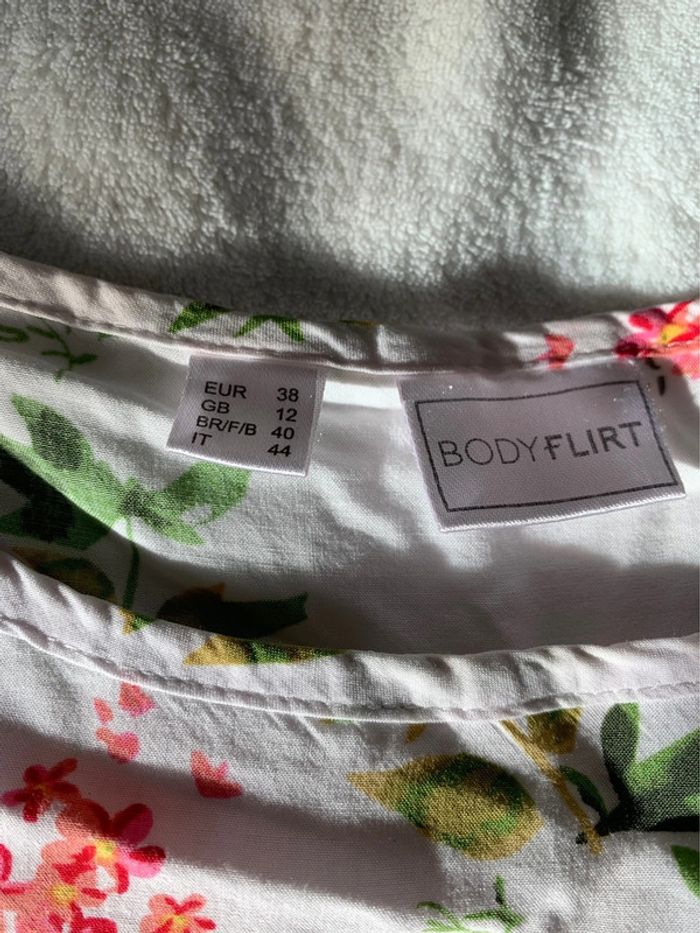 EUR 38
GB 12
BR/F/B 40
IT 44
BODYFLIRT